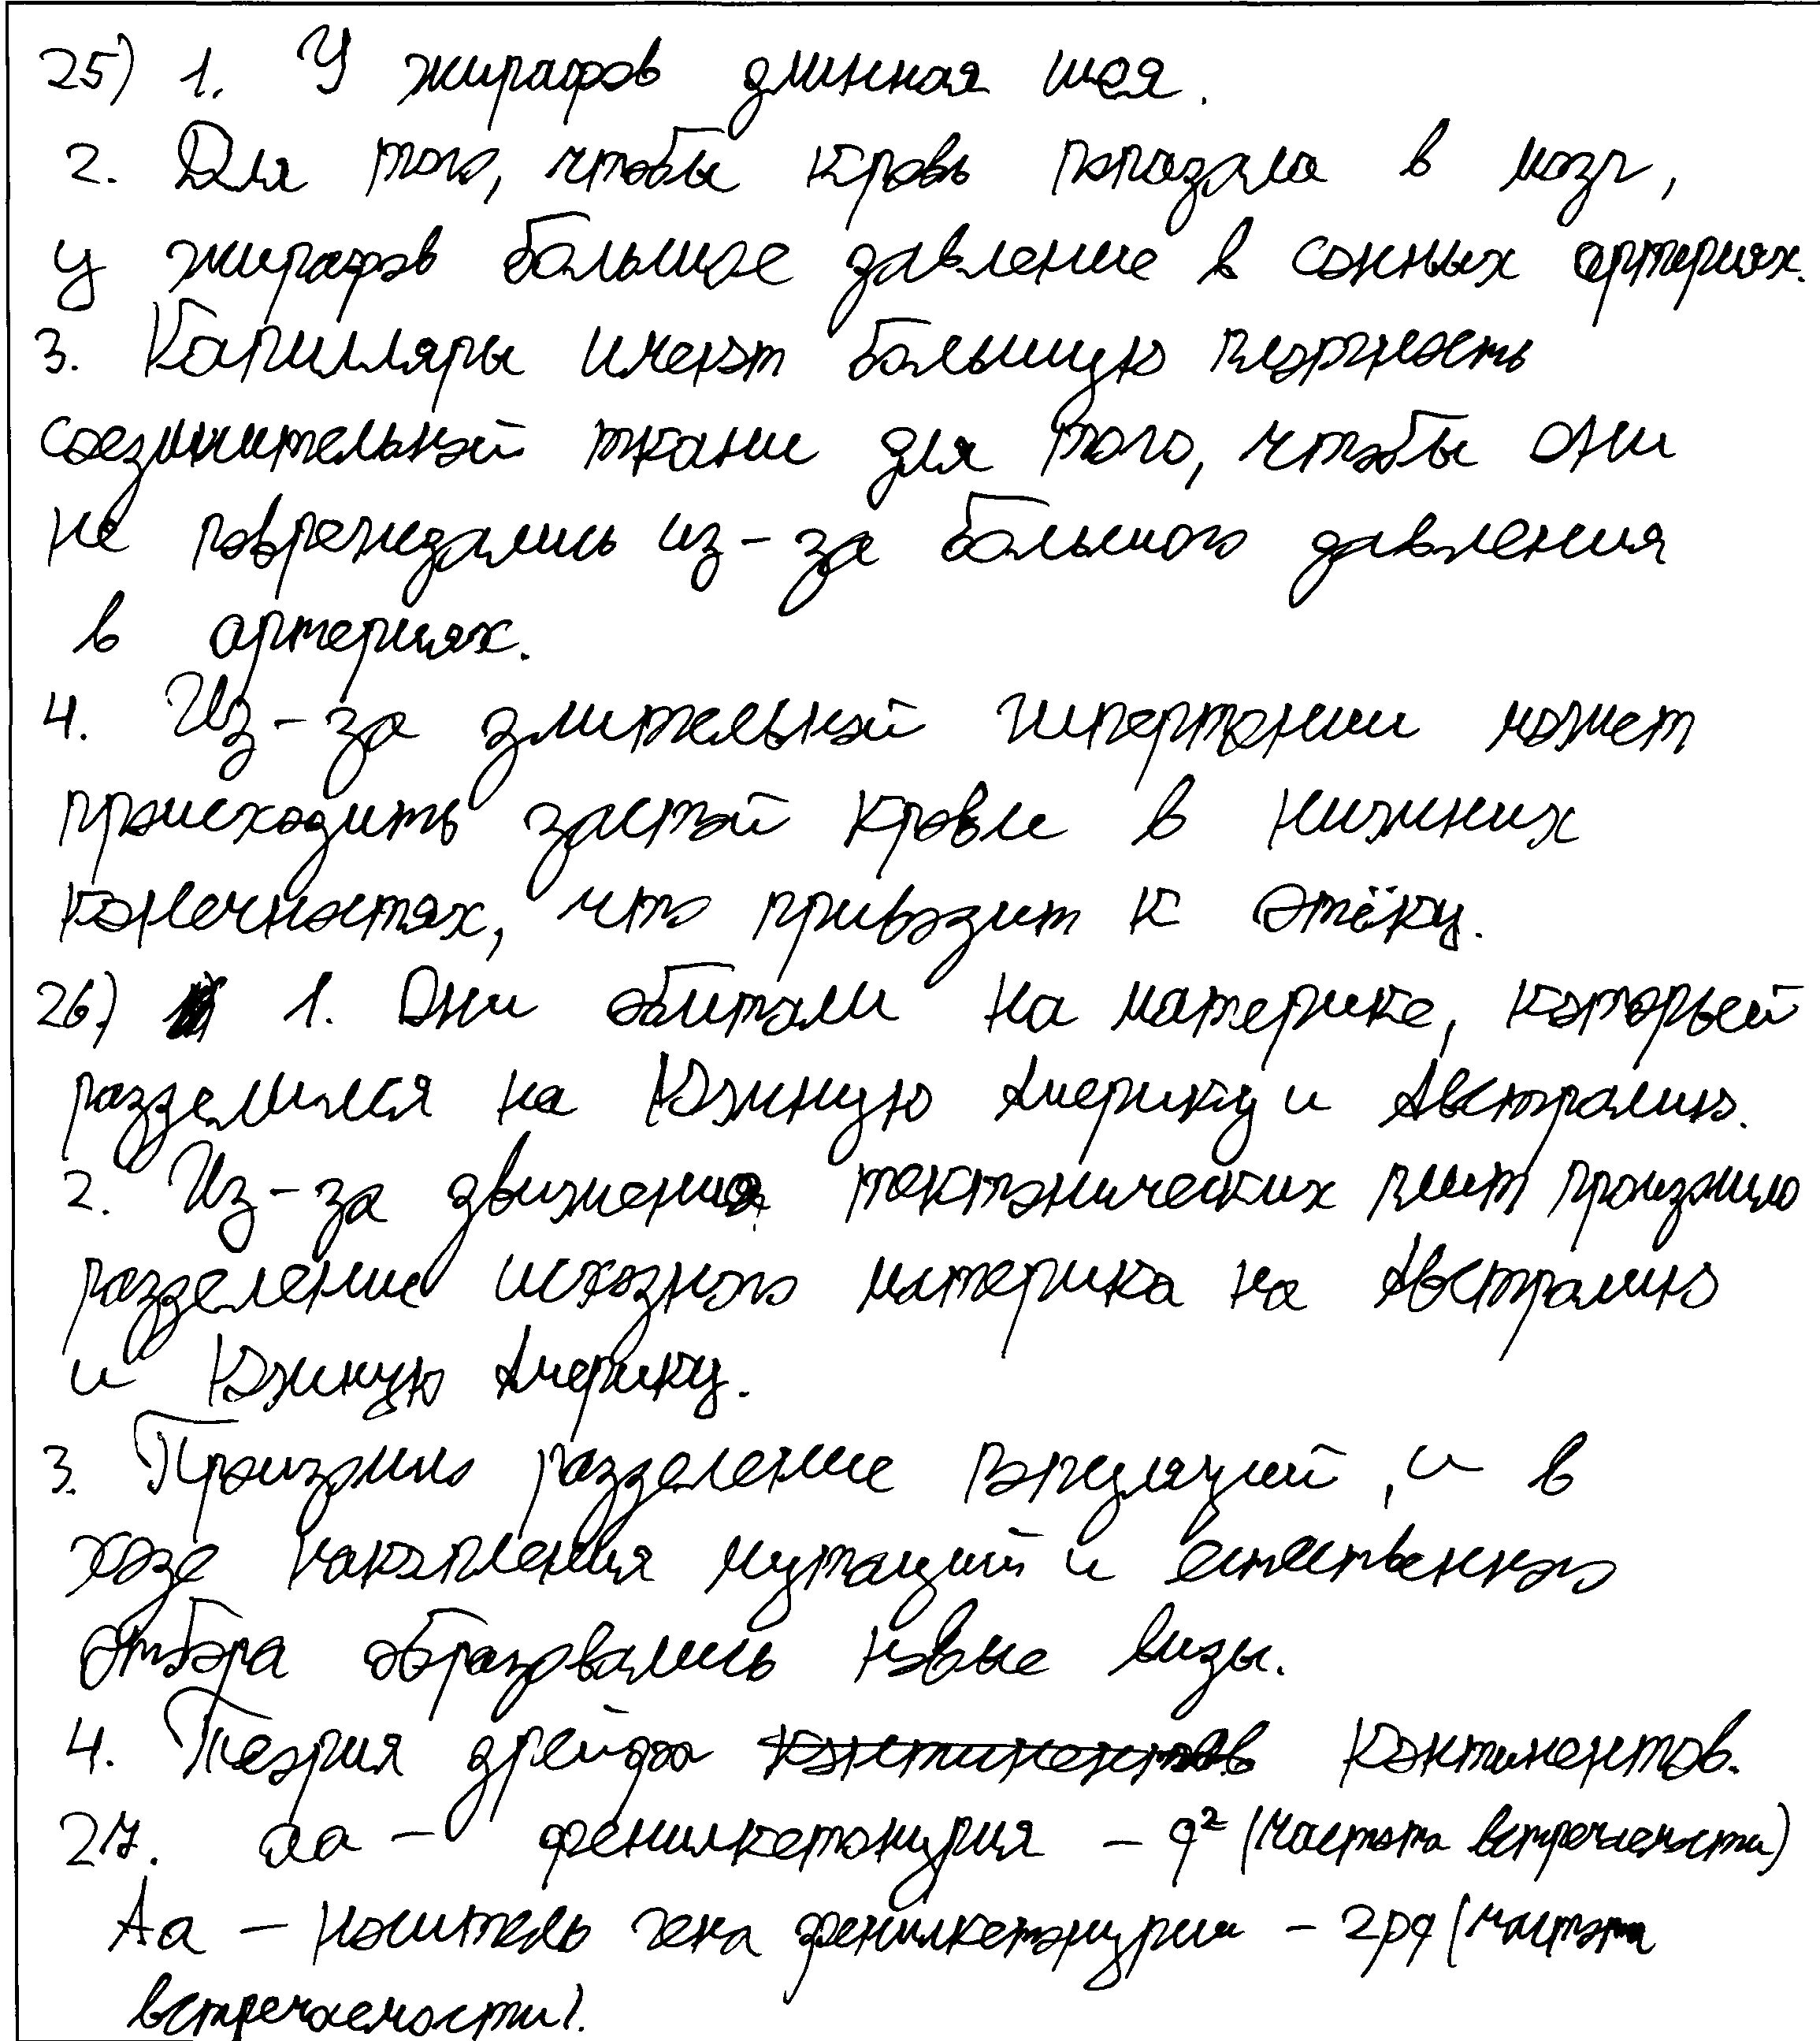 25) 1. У жирафов длинная шея.
2. Для того, чтобы кровь попадала в мозг,
у жирафов большое давление в сонных артериях.
3. Капилляры имеют большую плотность
соединительной ткани для того, чтобы они
не повреждались из-за большого давления
в артериях.
4. Из-за длительной гипертонии может
происходить застой крови в нижних
конечностях, что приводит к отёку.
26) 1. Они обитали на материке, который
разделился на Южную Америку и Австралию.
2. Из-за движения тектонических плит произошло
разделение исходного материка на Австралию
и Южную Америку.
3. Произошло разделение популяций, и в
ходе накопления мутаций и естественного
отбора образовались новые виды.
4. Теория дрейфа континентов континентов.
27. аа – фенилкетонурия – q² (частота встречаемости)
Аа – носитель гена фенилкетонурии – 2pq (частота
встречаемости).